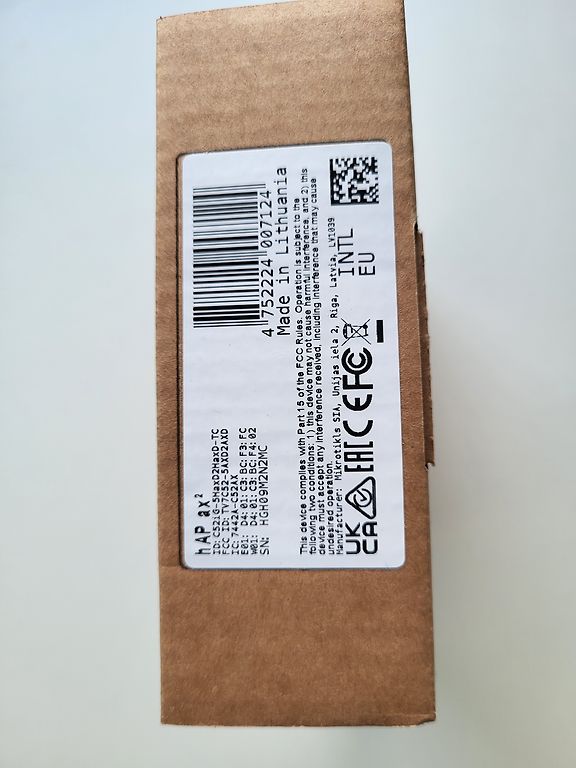 hAP ax²
ID: C52iG-5HaxD2HaxD-TC
FCC ID: TV7C52-5AXD2AXD
IC: 7442A-C52AX
E01: D4:01:C3:BC:F3:FC
W01: D4:01:C3:BC:F4:02
SN: HGH09M2N2MC
4 752224 007124
Made in Lithuania
This device complies with Part 15 of the FCC Rules. Operation is subject to the
following two conditions: 1) this device may not cause harmful interference, and 2) this
device must accept any interference received, including interference that may cause
undesired operation.
Manufacturer: Mikrotikls SIA, Unijas iela 2, Riga, Latvia, LV1039
UK
CA
EAC CE FC
INTL
EU